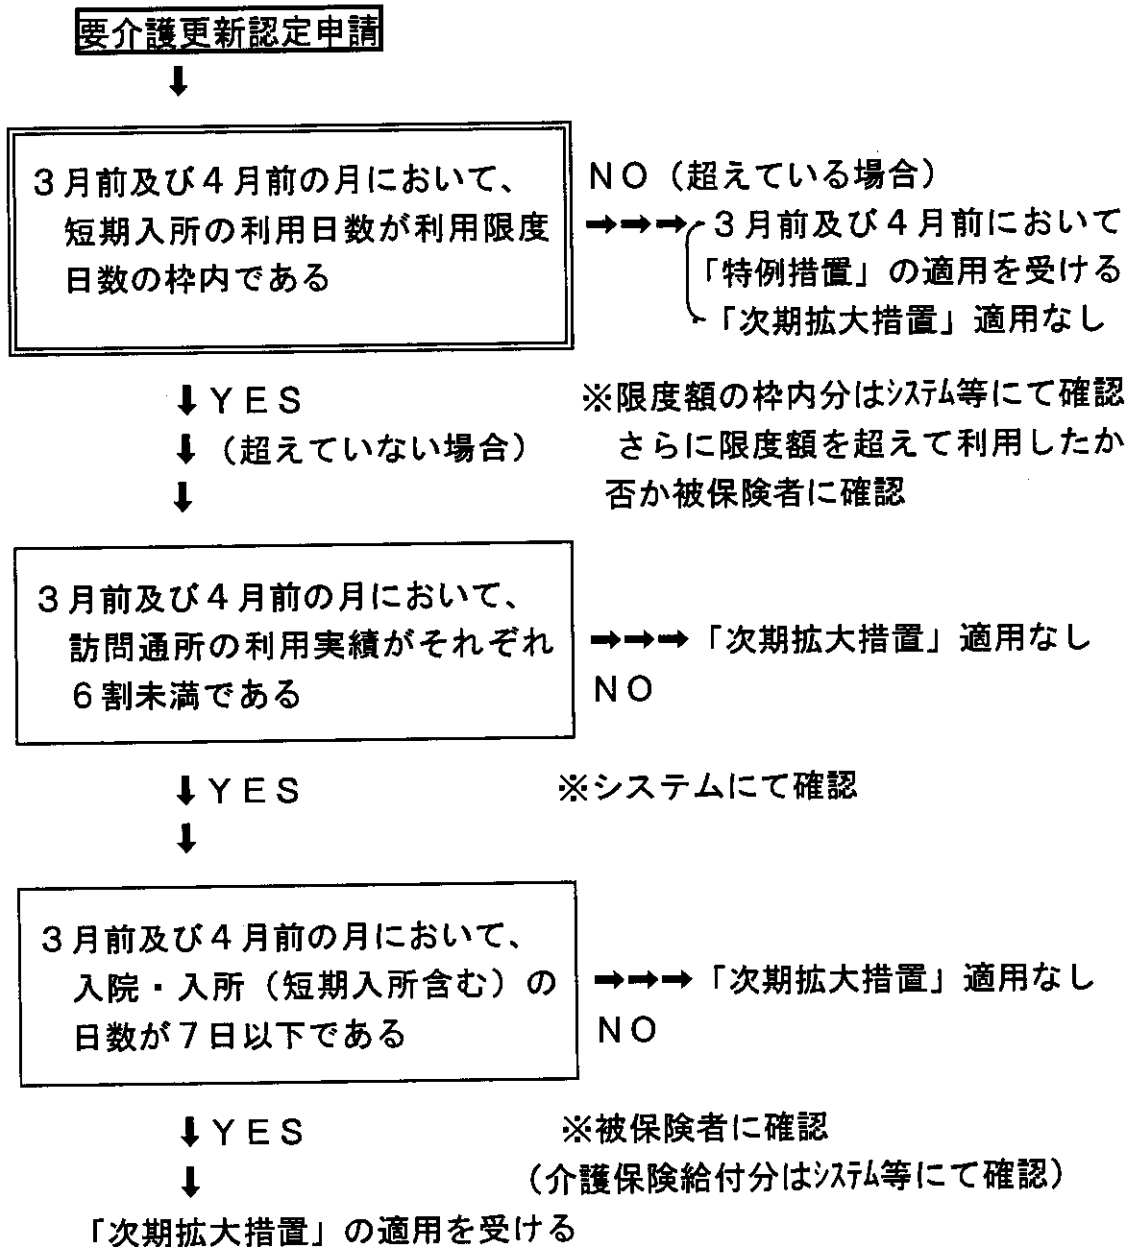 要介護更新認定申請
⬇
3月前及び4月前の月において、
短期入所の利用日数が利用限度
日数の枠内である
NO(超えている場合)
➡➡➡ 3月前及び4月前において
「特例措置」の適用を受ける
「次期拡大措置」適用なし
⬇YES
⬇(超えていない場合)
⬇
※限度額の枠内分はｼｽﾃﾑ等にて確認
さらに限度額を超えて利用したか
否か被保険者に確認
3月前及び4月前の月において、
訪問通所の利用実績がそれぞれ
6割未満である
➡➡➡「次期拡大措置」適用なし
NO
⬇YES
⬇
※システムにて確認
3月前及び4月前の月において、
入院・入所(短期入所含む)の
日数が7日以下である
➡➡➡「次期拡大措置」適用なし
NO
⬇YES
⬇
※被保険者に確認
(介護保険給付分はｼｽﾃﾑ等にて確認)
「次期拡大措置」の適用を受ける